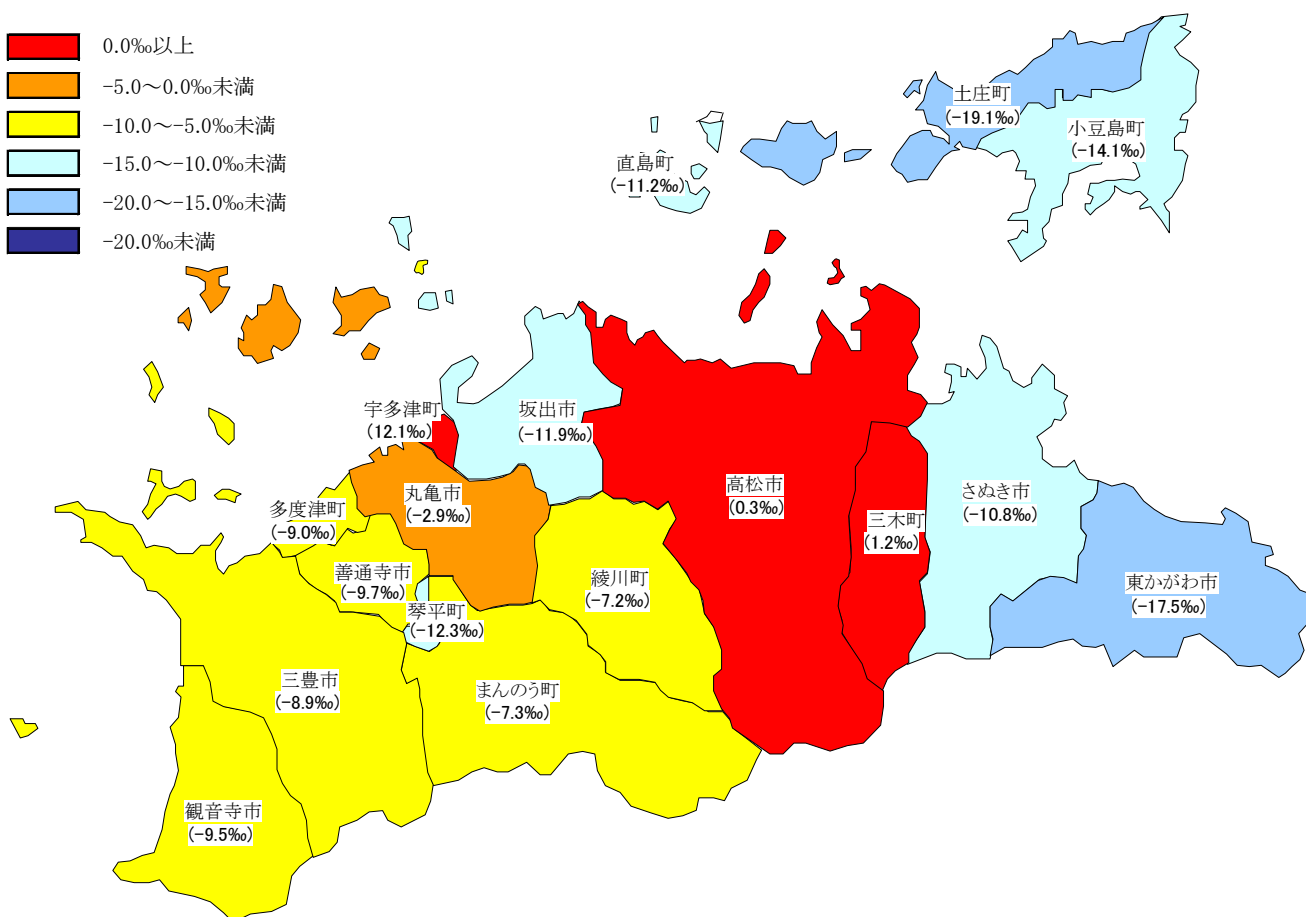 0.0‰以上
-5.0～0.0‰未満
-10.0～-5.0‰未満
-15.0～-10.0‰未満
-20.0～-15.0‰未満
-20.0‰未満
土庄町
(-19.1‰)
小豆島町
(-14.1‰)
直島町
(-11.2‰)
宇多津町
(12.1‰)
坂出市
(-11.9‰)
高松市
(0.3‰)
さぬき市
(-10.8‰)
丸亀市
(-2.9‰)
多度津町
(-9.0‰)
三木町
(1.2‰)
善通寺市
(-9.7‰)
綾川町
(-7.2‰)
東かがわ市
(-17.5‰)
琴平町
(-12.3‰)
三豊市
(-8.9‰)
まんのう町
(-7.3‰)
観音寺市
(-9.5‰)